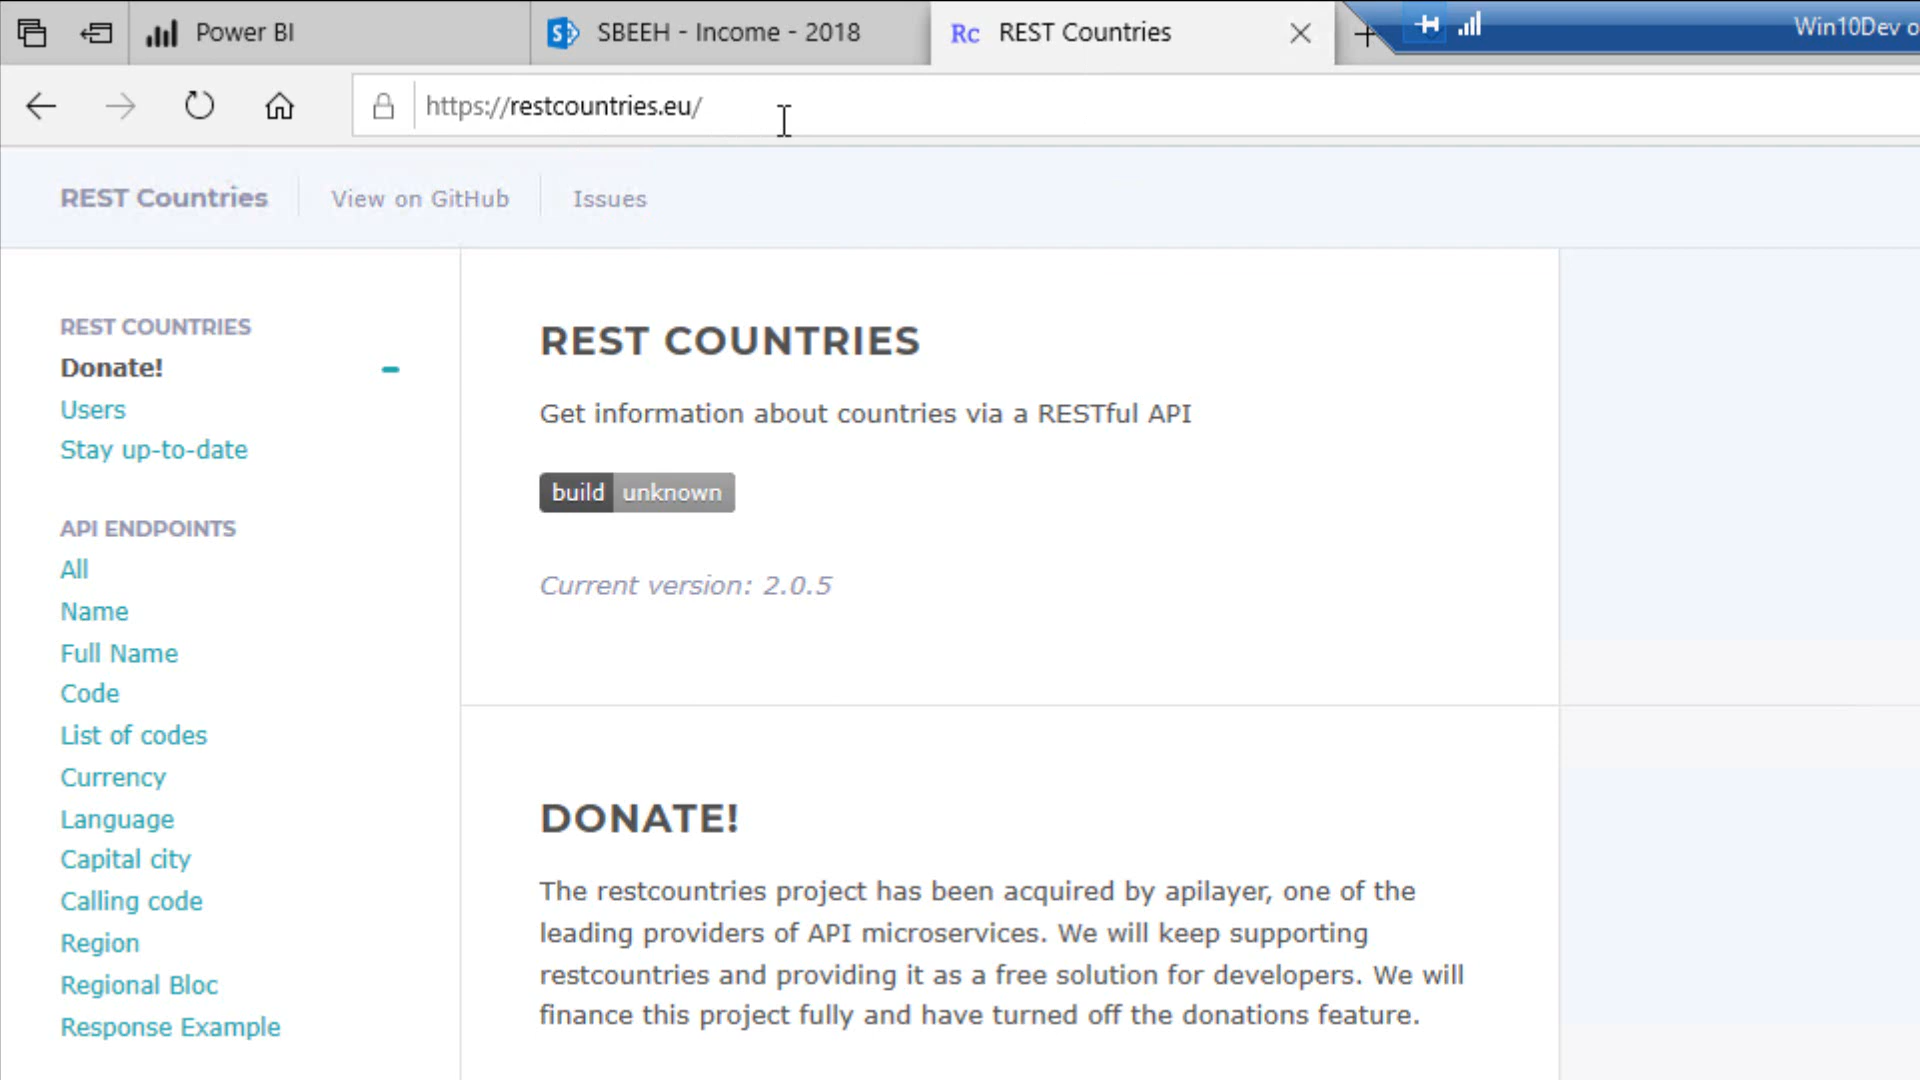 Power BI
SBEEH - Income - 2018
Rc REST Countries
Win10Dev o
https://restcountries.eu/
REST Countries
View on GitHub
Issues
REST COUNTRIES
Donate!
Users
Stay up-to-date
API ENDPOINTS
All
Name
Full Name
Code
List of codes
Currency
Language
Capital city
Calling code
Region
Regional Bloc
Response Example
REST COUNTRIES
Get information about countries via a RESTful API
build unknown
Current version: 2.0.5
DONATE!
The restcountries project has been acquired by apilayer, one of the
leading providers of API microservices. We will keep supporting
restcountries and providing it as a free solution for developers. We will
finance this project fully and have turned off the donations feature.